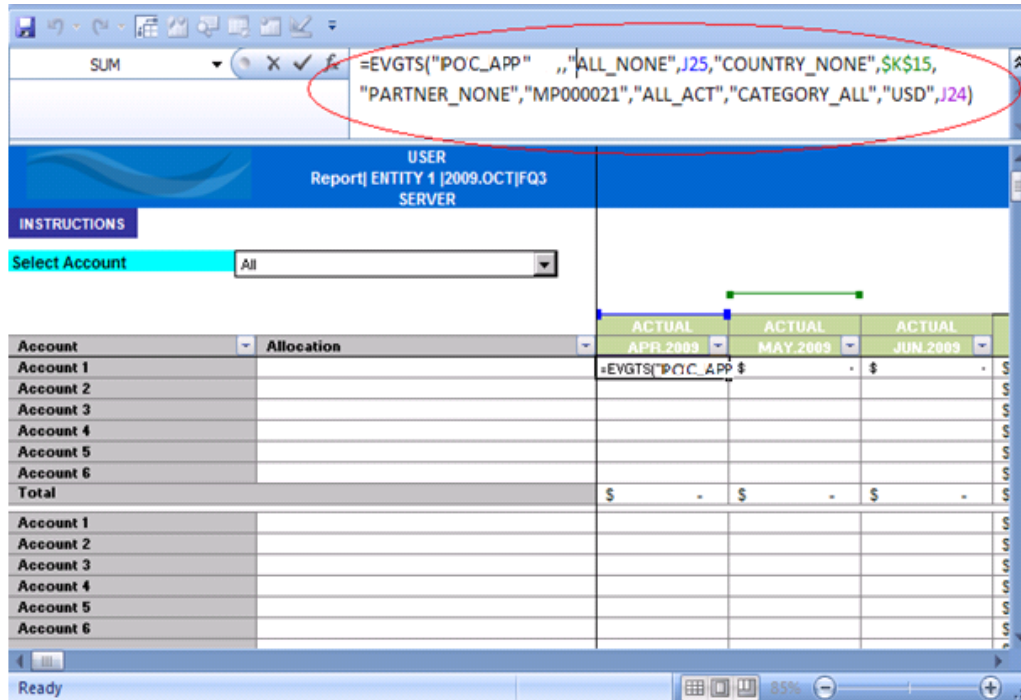 SUM
=EVGTS("IPOC_APP" ,,"ALL_NONE",J25,"COUNTRY_NONE",$K$15,
"PARTNER_NONE","MP000021","ALL_ACT","CATEGORY_ALL","USD",J24)
USER
Report| ENTITY 1 |2009.OCT|FQ3
SERVER
INSTRUCTIONS
Select Account All
ACTUAL ACTUAL ACTUAL
Account Allocation APR.2009 MAY.2009 JUN.2009
Account 1 $ - $ - $
Account 2 $
Account 3 $
Account 4 $
Account 5 $
Account 6 $
Total $ - $ - $ - $
Account 1 $
Account 2 $
Account 3 $
Account 4 $
Account 5 $
Account 6 $
Ready 85%